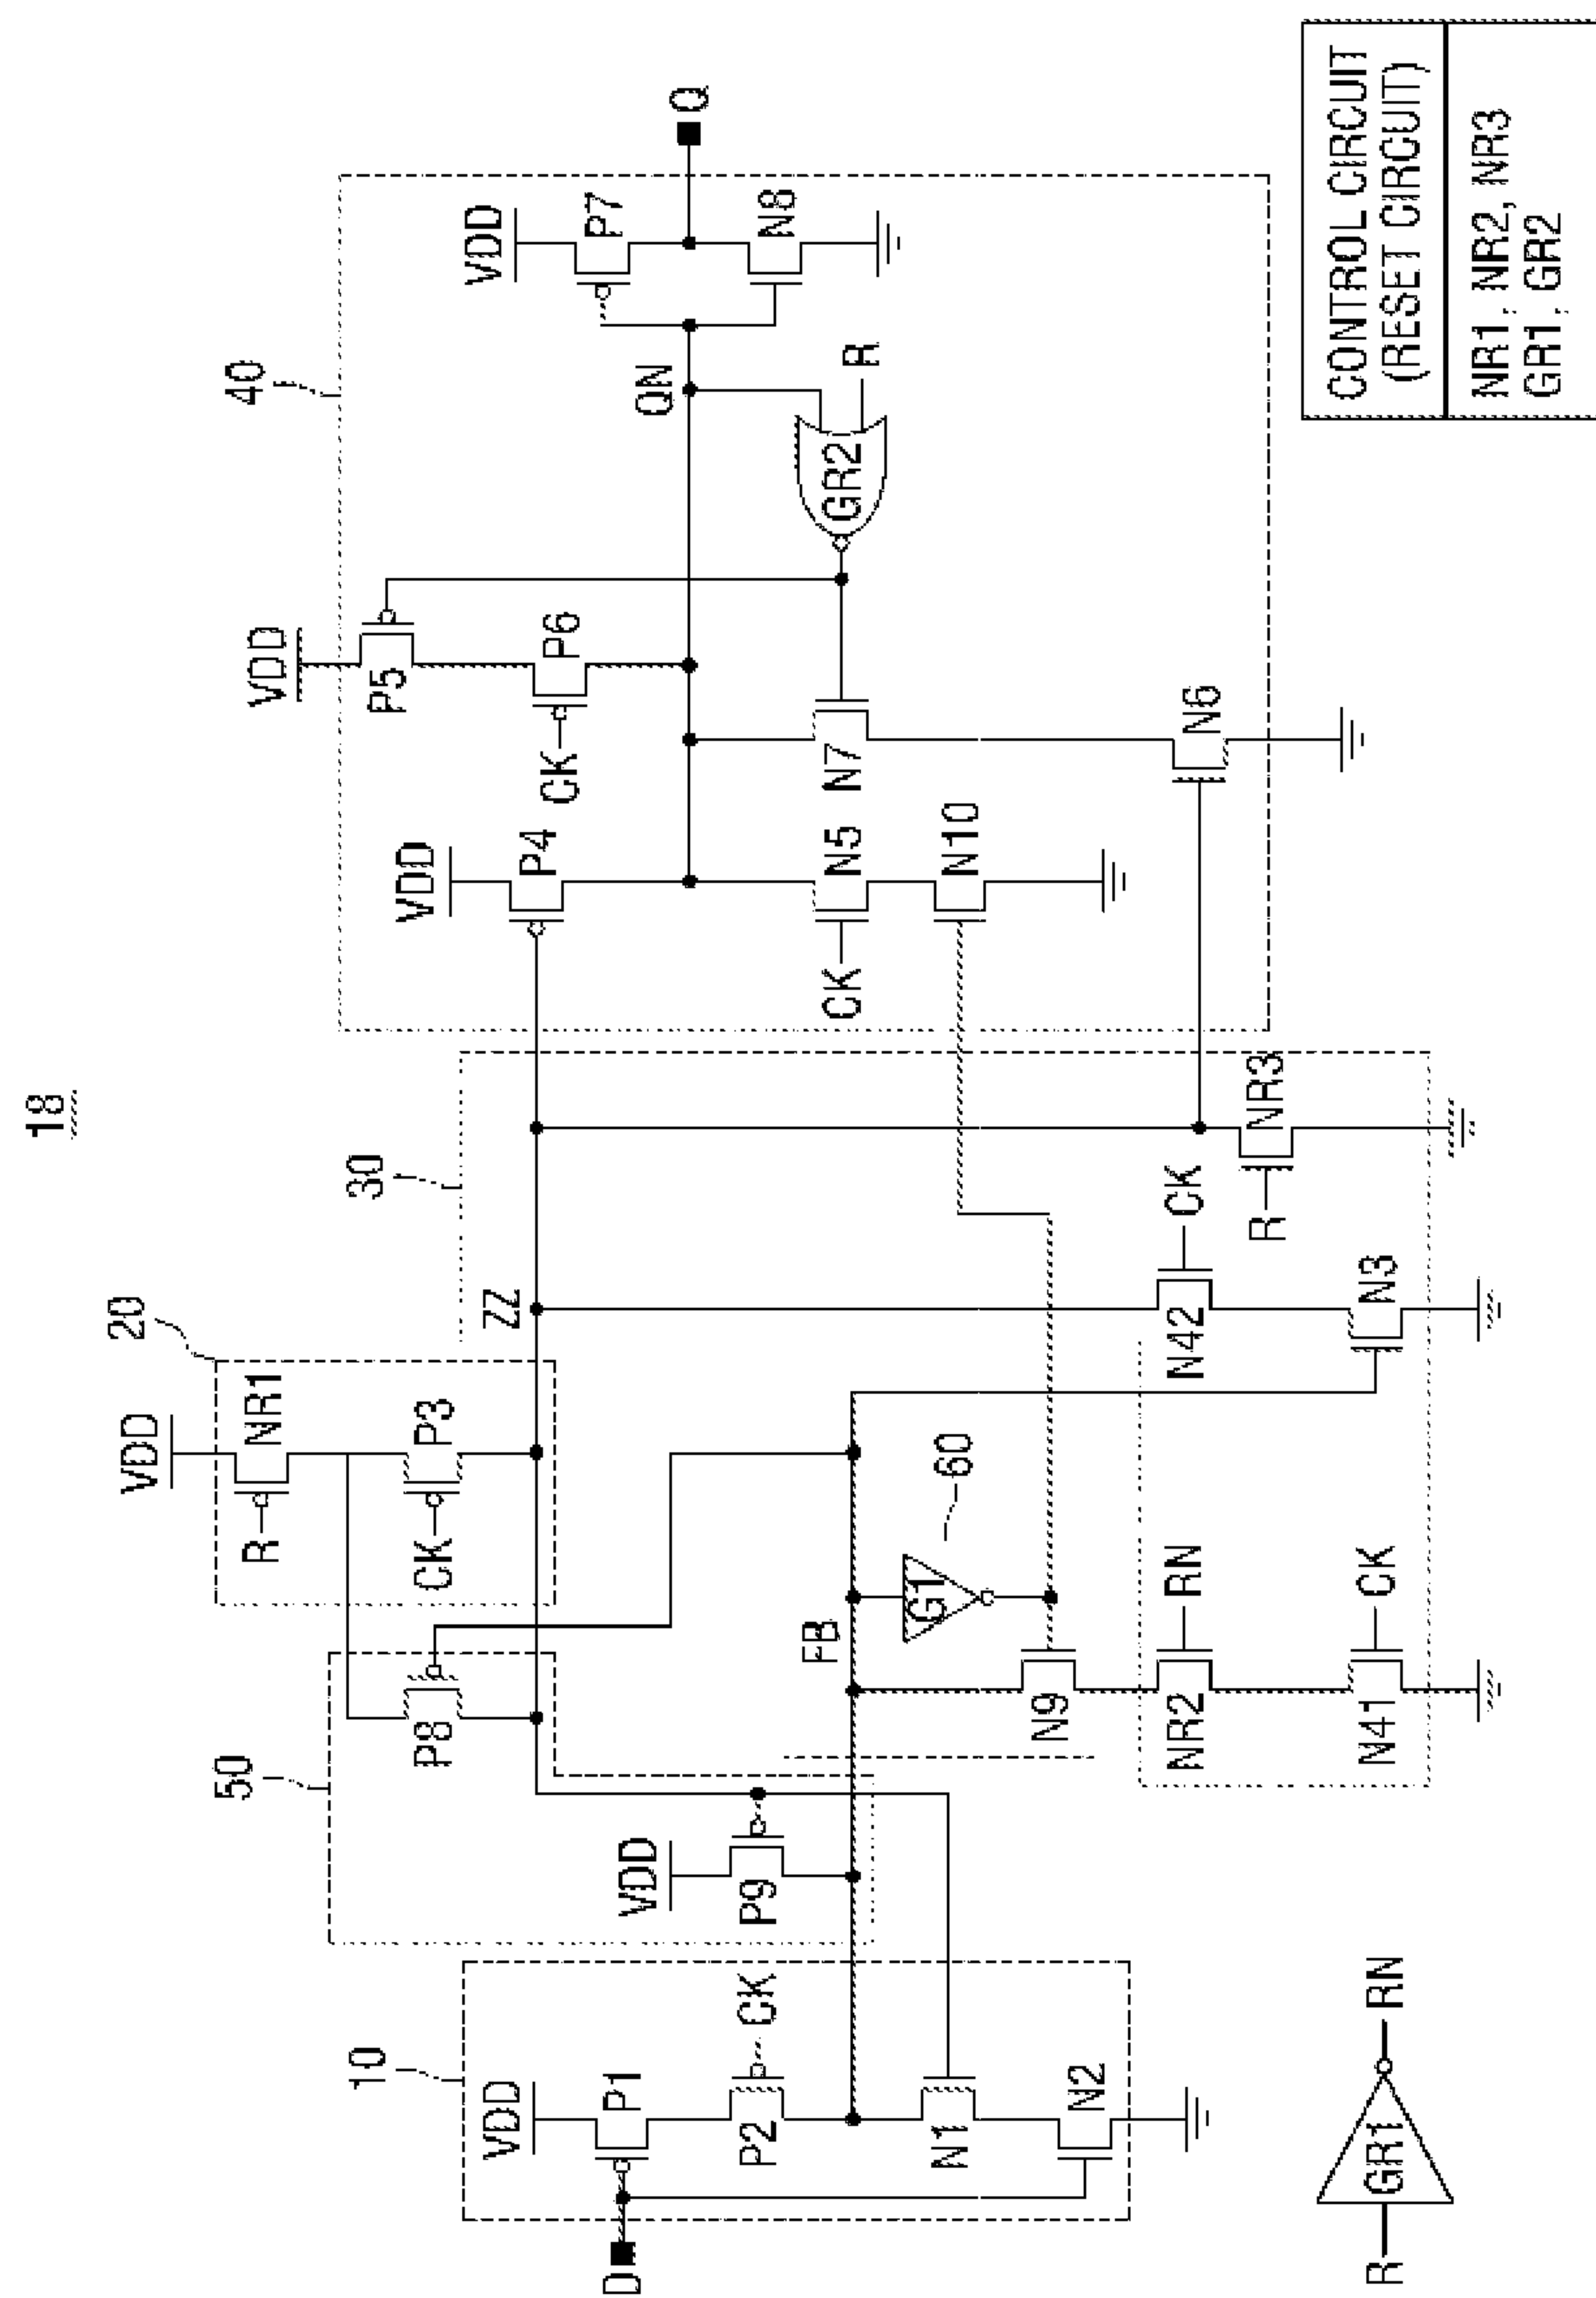 18
10
VDD
P1
D
P2
CK
N1
N2
50
VDD
P9
P8
20
VDD
NR1
R
P3
CK
ZZ
FB
G1
60
N9
NR2
RN
N41
CK
30
N42
CK
N3
R
NR3
40
VDD
P4
CK
N5
N10
VDD
P5
CK
P6
N7
N6
QN
GR2
R
VDD
P7
N8
Q
R
GR1
RN
CONTROL CIRCUIT
(RESET CIRCUIT)
NR1, NR2, NR3
GR1, GR2